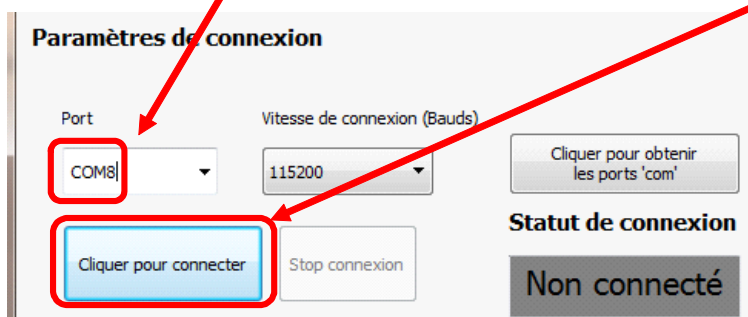 Paramètres de connexion
Port
Vitesse de connexion (Bauds)
COM8
115200
Cliquer pour obtenir
les ports 'com'
Statut de connexion
Cliquer pour connecter
Stop connexion
Non connecté